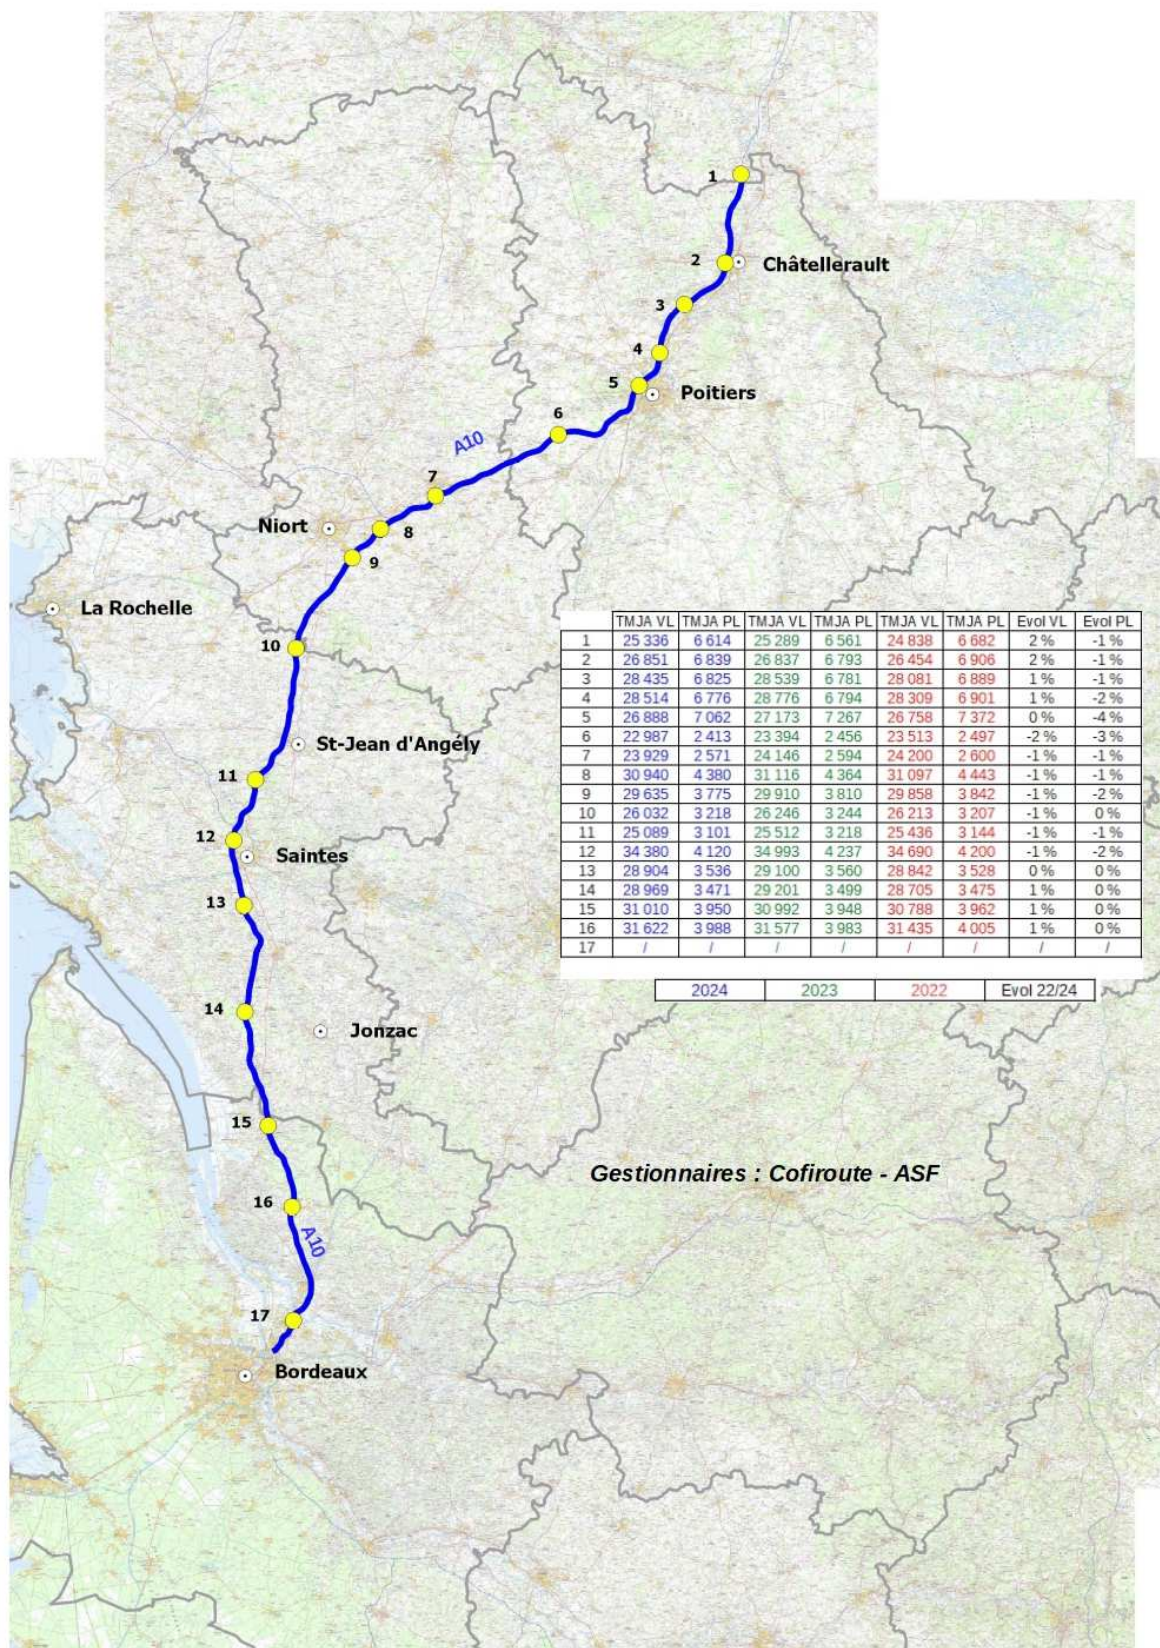 1
2
Châtellerault
3
4
5
Poitiers
6
A10
7
Niort
8
9
La Rochelle
10
St-Jean d'Angély
11
12
Saintes
13
14
Jonzac
15
16
A10
17
Bordeaux
TMJA VL TMJA PL TMJA VL TMJA PL TMJA VL TMJA PL Evol VL Evol PL
1 25 336 6 614 25 289 6 561 24 838 6 682 2 % -1 %
2 26 851 6 839 26 837 6 793 26 454 6 906 2 % -1 %
3 28 435 6 825 28 539 6 781 28 081 6 889 1 % -1 %
4 28 514 6 776 28 776 6 794 28 309 6 901 1 % -2 %
5 26 888 7 062 27 173 7 267 26 758 7 372 0 % -4 %
6 22 987 2 413 23 394 2 456 23 513 2 497 -2 % -3 %
7 23 929 2 571 24 146 2 594 24 200 2 600 -1 % -1 %
8 30 940 4 380 31 116 4 364 31 097 4 443 -1 % -1 %
9 29 635 3 775 29 910 3 810 29 858 3 842 -1 % -2 %
10 26 032 3 218 26 246 3 244 26 213 3 207 -1 % 0 %
11 25 089 3 101 25 512 3 218 25 436 3 144 -1 % -1 %
12 34 380 4 120 34 993 4 237 34 690 4 200 -1 % -2 %
13 28 904 3 536 29 100 3 560 28 842 3 528 0 % 0 %
14 28 969 3 471 29 201 3 499 28 705 3 475 1 % 0 %
15 31 010 3 950 30 992 3 948 30 788 3 962 1 % 0 %
16 31 622 3 988 31 577 3 983 31 435 4 005 1 % 0 %
17 / / / / / / / /
2024 2023 2022 Evol 22/24
Gestionnaires : Cofiroute - ASF